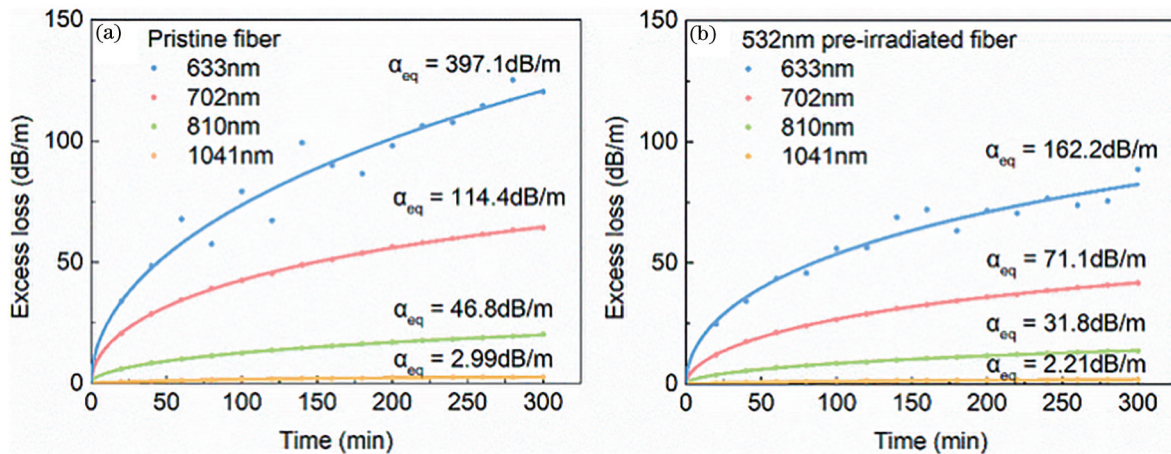 (a)
Pristine fiber
633nm
702nm
810nm
1041nm
αeq = 397.1dB/m
αeq = 114.4dB/m
αeq = 46.8dB/m
αeq = 2.99dB/m
150
100
50
0
Excess loss (dB/m)
0 50 100 150 200 250 300
Time (min)
(b)
532nm pre-irradiated fiber
633nm
702nm
810nm
1041nm
αeq = 162.2dB/m
αeq = 71.1dB/m
αeq = 31.8dB/m
αeq = 2.21dB/m
150
100
50
0
Excess loss (dB/m)
0 50 100 150 200 250 300
Time (min)